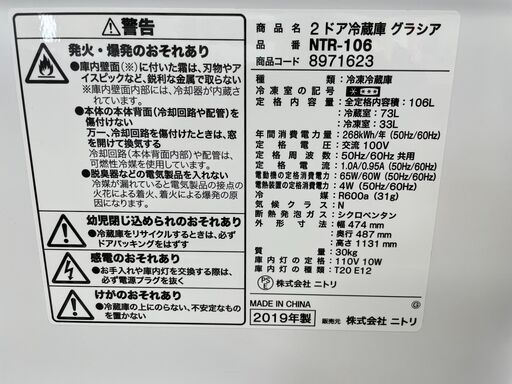 警告
発火・爆発のおそれあり
●庫内壁面(※)に付いた霜は、刃物やア
イスピックなど、鋭利な金属で取らない
※庫内壁面内部には、冷却器が内蔵さ
れています。
●本体の本体背面(冷却回路や配管)を
傷付けない
万一、冷却回路を傷付けたときは、窓
を開けて換気する
冷却回路(本体背面内部)や配管は、
可燃性冷媒を使用しています。
●脱臭器などの電気製品を入れない
冷媒が漏れていると電気製品の接点の
火花による着火、着火による爆発の原因
になります。
幼児閉じ込められのおそれあり
●冷蔵庫をリサイクルするときは、必ず
ドアパッキングをはずす
感電のおそれあり
●お手入れや庫内灯を交換する際は、必
ず電源プラグを抜く
けがのおそれあり
●冷蔵庫の上にのらない、不安定なもの
を置かない
商品名 2ドア冷蔵庫 グラシア
品番 NTR-106
商品コード 8971623
種類:冷凍冷蔵庫
冷凍室の記号:
定格内容積:全定格内容積:106L
:冷蔵室:73L
:冷凍室:33L
年間消費電力量:268kWh/年 (50Hz/60Hz)
定格電圧:交流 100V
定格周波数:50Hz/60Hz 共用
定格電流:1.0A/0.95A (50Hz/60Hz)
電動機の定格消費電力:65W/60W (50Hz/60Hz)
電熱装置の定格消費電力:4W (50Hz/60Hz)
冷媒:R600a (31g)
気候クラス:N
断熱発泡ガス:シクロペンタン
外形寸法:幅 474 mm
奥行 487 mm
高さ 1131 mm
質量:30kg
庫内灯の定格:110V 10W
庫内灯の種類:T20 E12
PSE
MADE IN CHINA
G
2019年製
販売元 株式会社 ニトリ
株式会社 ニトリ